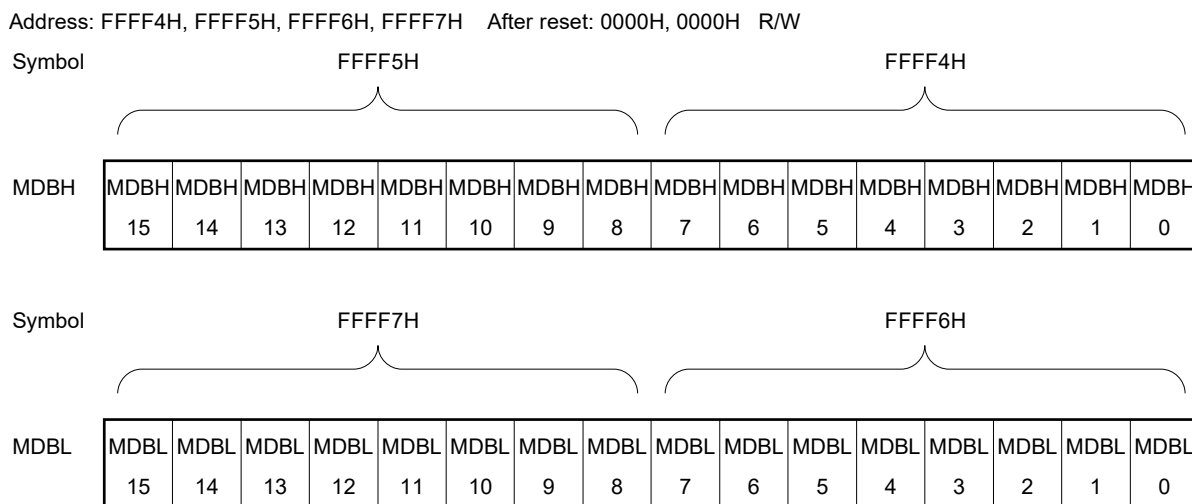 Address: FFFF4H, FFFF5H, FFFF6H, FFFF7H After reset: 0000H, 0000H R/W
Symbol FFFF5H FFFF4H
MDBH MDBH MDBH MDBH MDBH MDBH MDBH MDBH MDBH MDBH MDBH MDBH MDBH MDBH MDBH MDBH MDBH
15 14 13 12 11 10 9 8 7 6 5 4 3 2 1 0
Symbol FFFF7H FFFF6H
MDBL MDBL MDBL MDBL MDBL MDBL MDBL MDBL MDBL MDBL MDBL MDBL MDBL MDBL MDBL MDBL MDBL
15 14 13 12 11 10 9 8 7 6 5 4 3 2 1 0